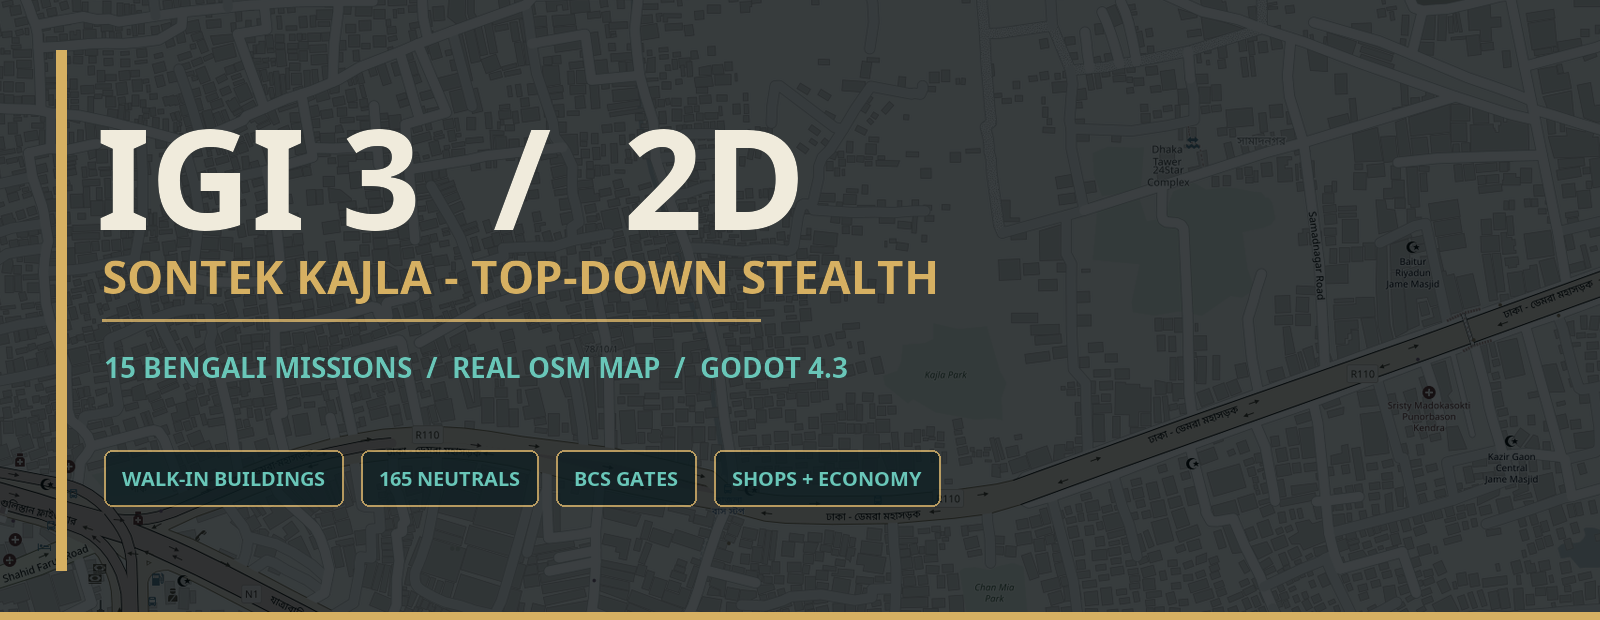 IGI 3 / 2D
SONTEK KAJLA - TOP-DOWN STEALTH
15 BENGALI MISSIONS / REAL OSM MAP / GODOT 4.3
WALK-IN BUILDINGS
165 NEUTRALS
BCS GATES
SHOPS + ECONOMY
Dhaka
Tower
24Star
Complex
Samadnagar Road
Baitur
Riyadun
Jame Masjid
ঢাকা - ডেমরা মহাসড়ক
Kajla Park
R110
Sristy Madokasokti
Punorbason
Kendra
ঢাকা - ডেমরা মহাসড়ক
R110
Kazir Gaon
Central
Jame Masjid
110
ঢাকা - ডেমরা মহাসড়ক
Shahid Faru
Road
N1
Chan Mia
Park